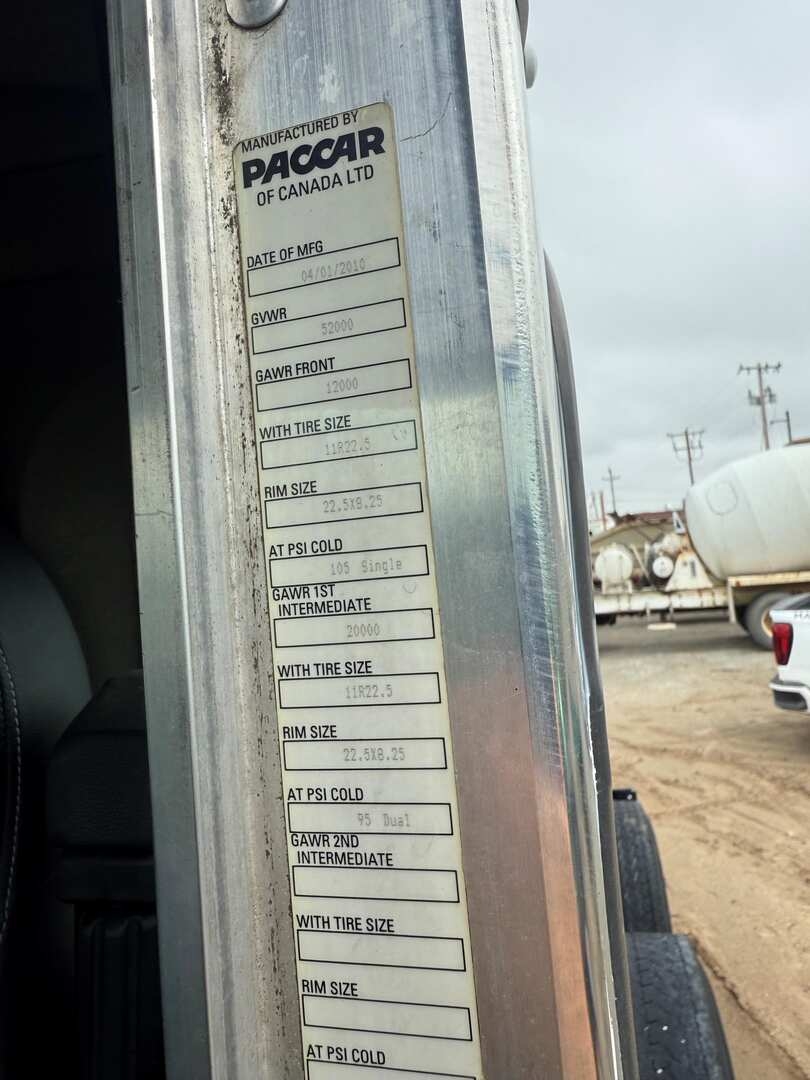 MANUFACTURED BY
PACCAR
OF CANADA LTD
DATE OF MFG
04/01/2010
GVWR
52000
GAWR FRONT
12000
WITH TIRE SIZE
11R22.5
RIM SIZE
22.5X8.25
AT PSI COLD
105 Single
GAWR 1ST
INTERMEDIATE
20000
WITH TIRE SIZE
11R22.5
RIM SIZE
22.5X8.25
AT PSI COLD
95 Dual
GAWR 2ND
INTERMEDIATE
WITH TIRE SIZE
RIM SIZE
AT PSI COLD